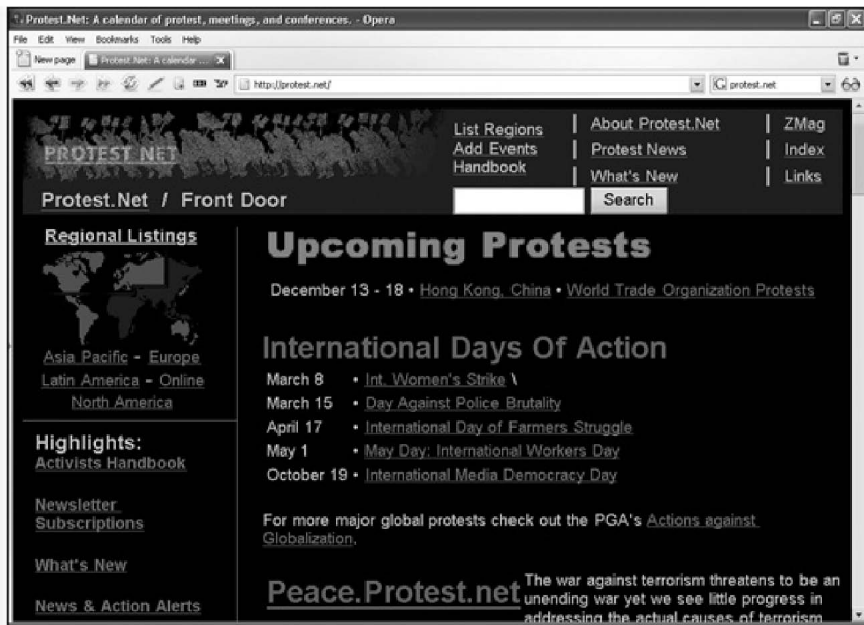 Protest.Net: A calendar of protest, meetings, and conferences. - Opera
File Edit View Bookmarks Tools Help
New page Protest.Net: A calendar ...
http://protest.net/ protest.net
PROTEST NET
List Regions
Add Events
Handbook
About Protest.Net
Protest News
What's New
ZMag
Index
Links
Protest.Net / Front Door
Search
Regional Listings
Asia Pacific - Europe
Latin America - Online
North America
Highlights:
Activists Handbook
Newsletter
Subscriptions
What's New
News & Action Alerts
Upcoming Protests
December 13 - 18 • Hong Kong, China • World Trade Organization Protests
International Days Of Action
March 8 • Int. Women's Strike \
March 15 • Day Against Police Brutality
April 17 • International Day of Farmers Struggle
May 1 • May Day: International Workers Day
October 19 • International Media Democracy Day
For more major global protests check out the PGA's Actions against
Globalization.
Peace.Protest.net
The war against terrorism threatens to be an
unending war yet we see little progress in
addressing the actual causes of terrorism